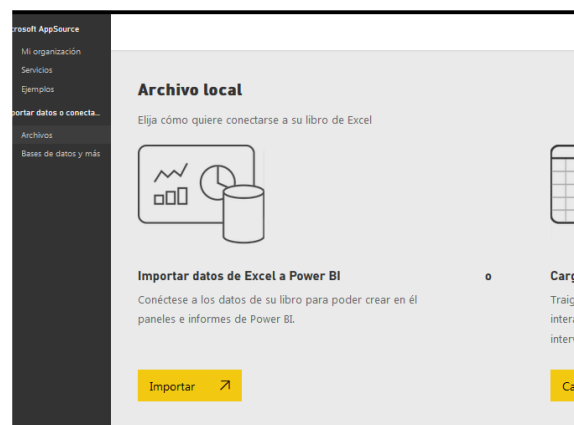 rosoft AppSource
Mi organización
Servicios
Ejemplos
portar datos o conecta...
Archivos
Bases de datos y más
Archivo local
Elija cómo quiere conectarse a su libro de Excel
Importar datos de Excel a Power BI
Conéctese a los datos de su libro para poder crear en él
paneles e informes de Power BI.
Importar
o
Carg
Traig
intera
interv
Ca